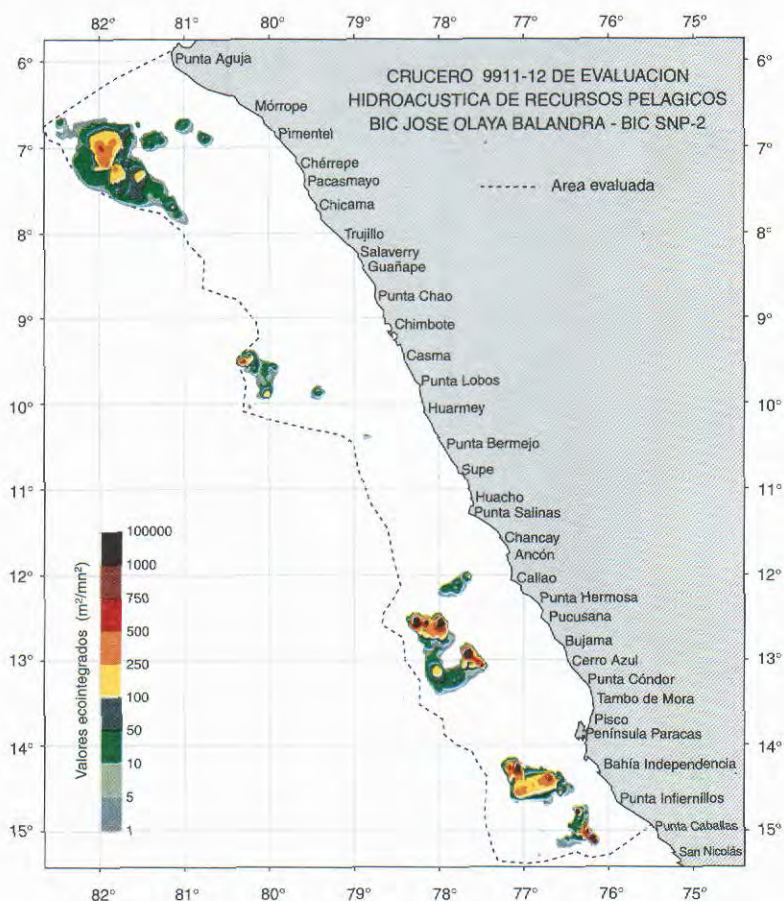 82° 81° 80° 79° 78° 77° 76° 75°
6°
7°
8°
9°
10°
11°
12°
13°
14°
15°
CRUCERO 9911-12 DE EVALUACION
HIDROACUSTICA DE RECURSOS PELAGICOS
BIC JOSE OLAYA BALANDRA - BIC SNP-2
Area evaluada
Punta Aguja
Mórrope
Pimentel
Chérrepe
Pacasmayo
Chicama
Trujillo
Salaverry
Guañape
Punta Chao
Chimbote
Casma
Punta Lobos
Huarmey
Punta Bermejo
Supe
Huacho
Punta Salinas
Chancay
Ancón
Callao
Punta Hermosa
Pucusana
Bujama
Cerro Azul
Punta Cóndor
Tambo de Mora
Pisco
Península Paracas
Bahía Independencia
Punta Infiernillos
Punta Caballas
San Nicolás
Valores ecointegrados (m²/mn²)
100000
1000
750
500
250
100
50
10
5
1
6°
7°
8°
9°
10°
11°
12°
13°
14°
15°
82° 81° 80° 79° 78° 77° 76° 75°